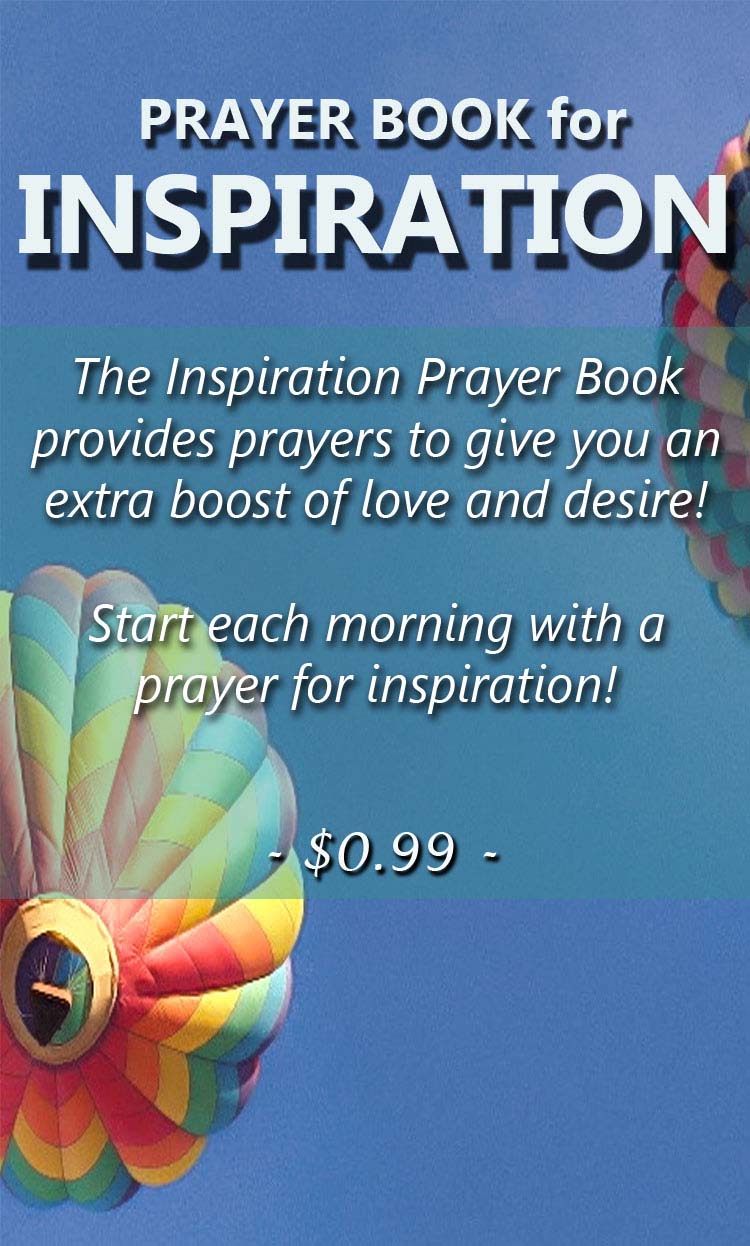 PRAYER BOOK for
INSPIRATION
The Inspiration Prayer Book
provides prayers to give you an
extra boost of love and desire!
Start each morning with a
prayer for inspiration!
- $0.99 -